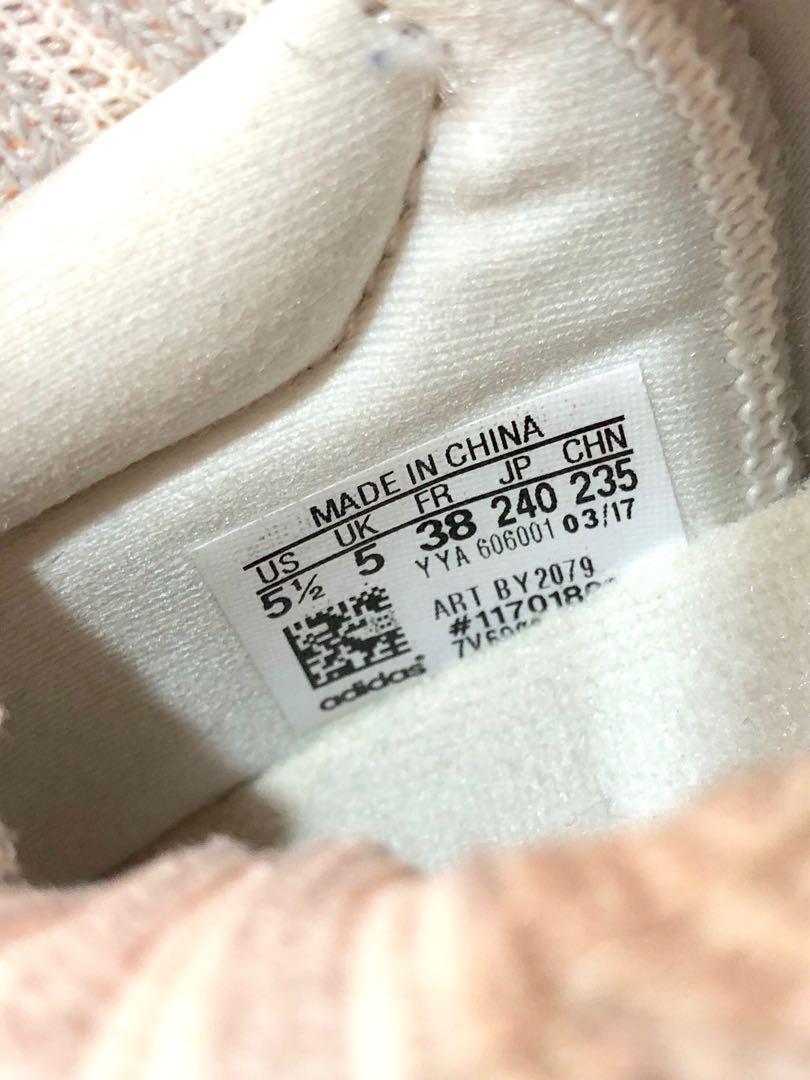 MADE IN CHINA
US UK FR JP CHN
5½ 5 38 240 235
YYA 606001 03/17
ART BY2079
adidas